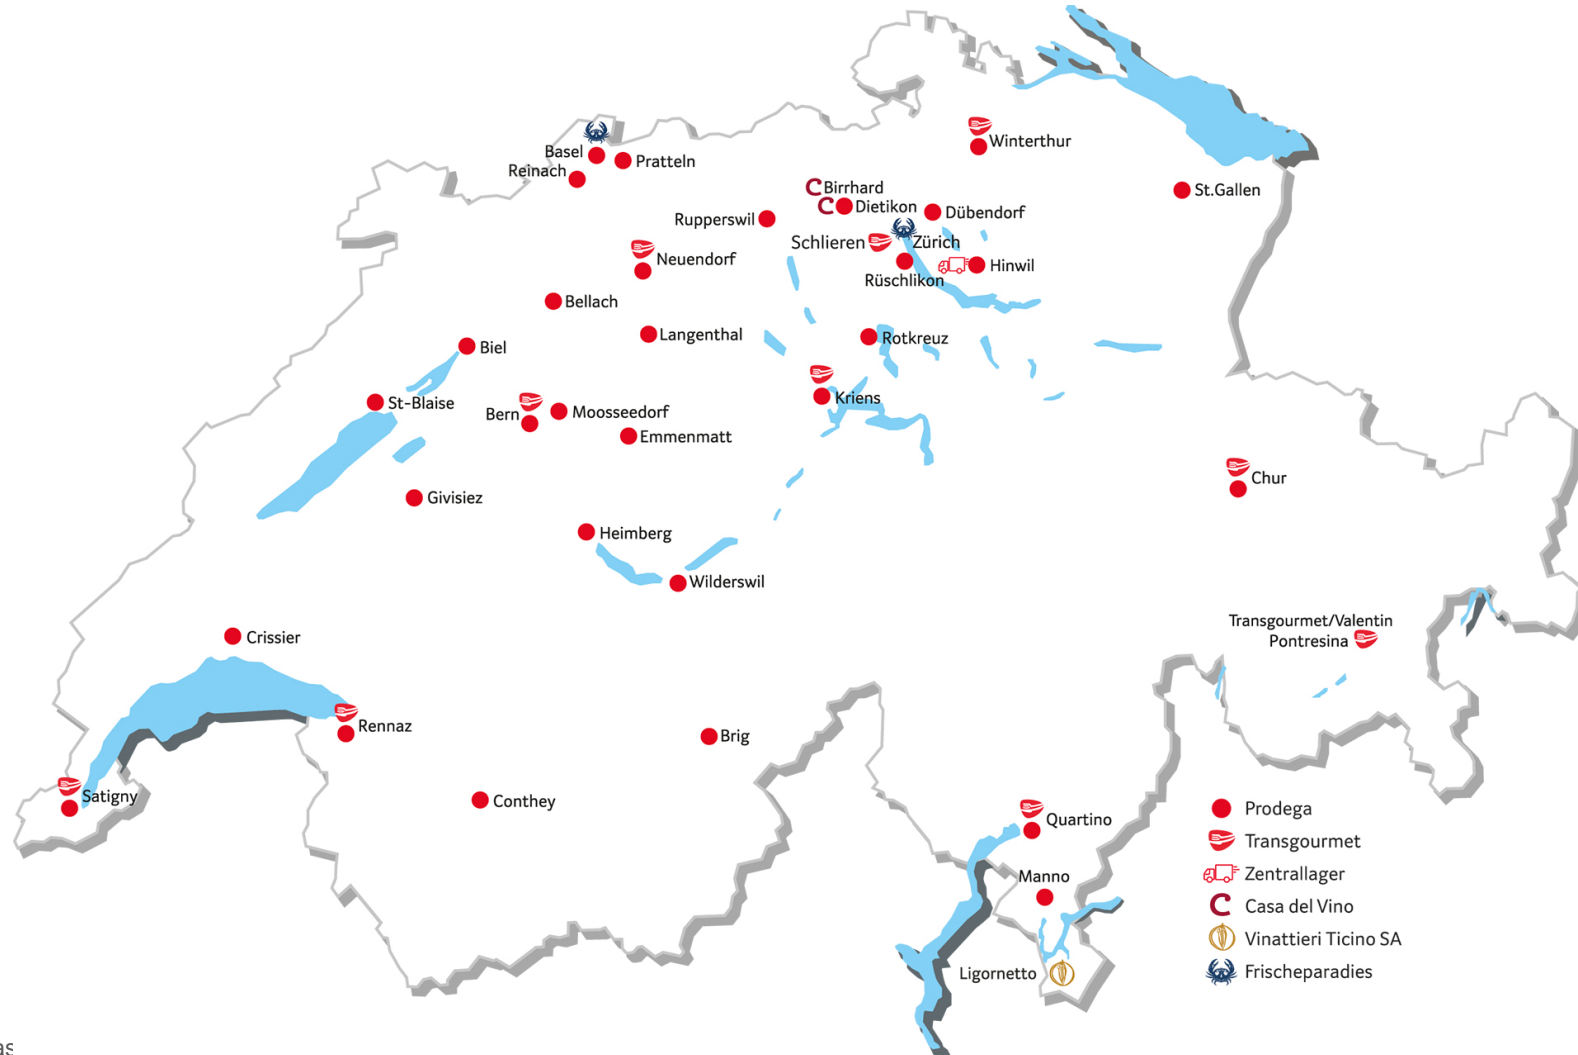 Basel
Reinach
Pratteln
Winterthur
St.Gallen
Birrhard
Dietikon
Dübendorf
Rupperswil
Schlieren
Zürich
Neuendorf
Hinwil
Rüschlikon
Bellach
Langenthal
Rotkreuz
Biel
Kriens
St-Blaise
Bern
Moosseedorf
Emmenmatt
Chur
Givisiez
Heimberg
Wilderswil
Transgourmet/Valentin
Pontresina
Crissier
Rennaz
Brig
Satigny
Conthey
Quartino
Manno
Ligornetto
Prodega
Transgourmet
Zentrallager
Casa del Vino
Vinattieri Ticino SA
Frischeparadies